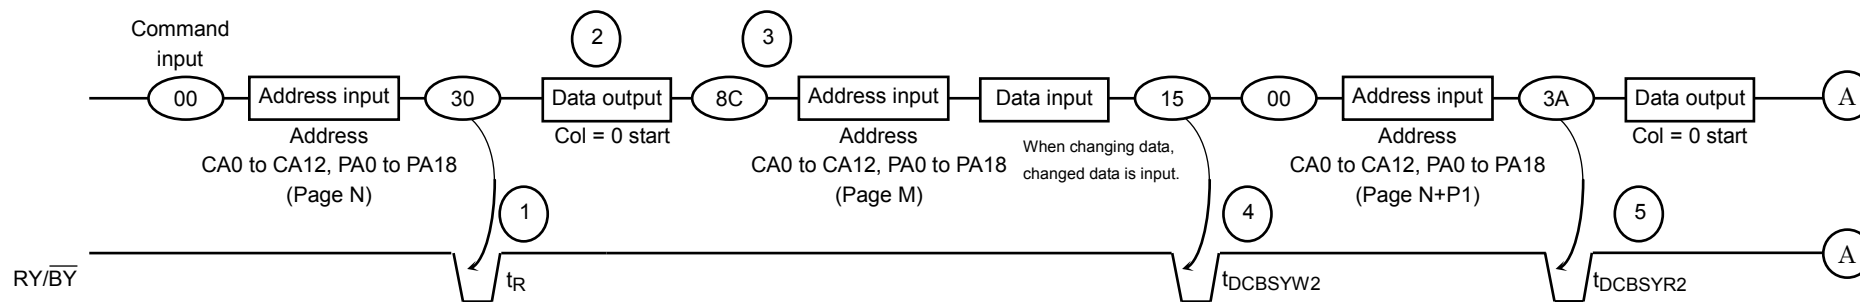 Command
input
2
3
00
Address input
30
Data output
8C
Address input
Data input
15
00
Address input
3A
Data output
A
Address
CA0 to CA12, PA0 to PA18
(Page N)
Col = 0 start
Address
CA0 to CA12, PA0 to PA18
(Page M)
When changing data,
changed data is input.
Address
CA0 to CA12, PA0 to PA18
(Page N+P1)
Col = 0 start
1
4
5
RY/BY
tR
tDCBSYW2
tDCBSYR2
A